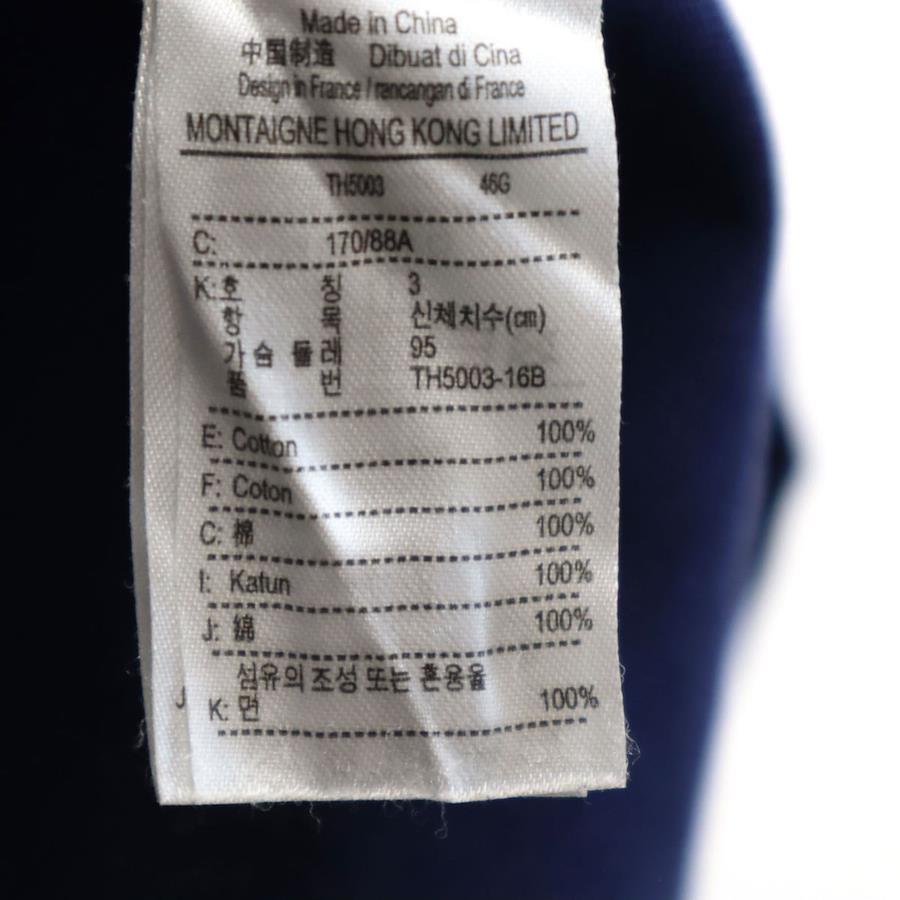 Made in China
中国制造 Dibuat di Cina
Design in France / rancangan di France
MONTAIGNE HONG KONG LIMITED
TH5003 46G
C: 170/88A
K: 호 칭 3
항 목 신체치수(cm)
가슴 둘레 95
품 번 TH5003-16B
E: Cotton 100%
F: Coton 100%
C: 棉 100%
I: Katun 100%
J: 綿 100%
섬유의 조성 또는 혼용율
K: 면 100%
J